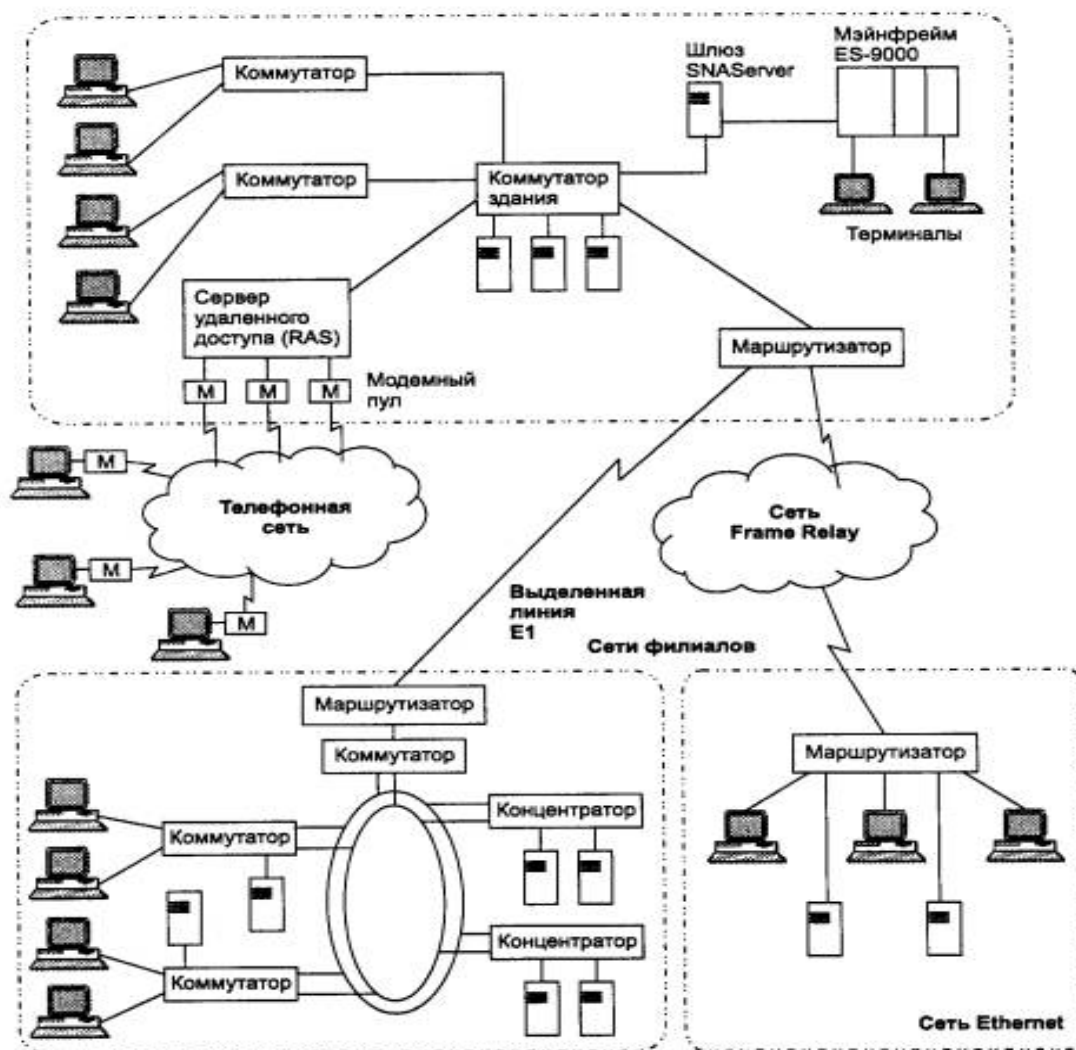 Коммутатор
Шлюз
SNAServer
Мэйнфрейм
ES-9000
Коммутатор
Коммутатор
здания
Терминалы
Сервер
удаленного
доступа (RAS)
Маршрутизатор
М
М
М
Модемный
пул
М
Телефонная
сеть
Сеть
Frame Relay
М
М
Выделенная
линия
Е1
Сети филиалов
Маршрутизатор
Коммутатор
Маршрутизатор
Концентратор
Коммутатор
Концентратор
Коммутатор
Сеть Ethernet